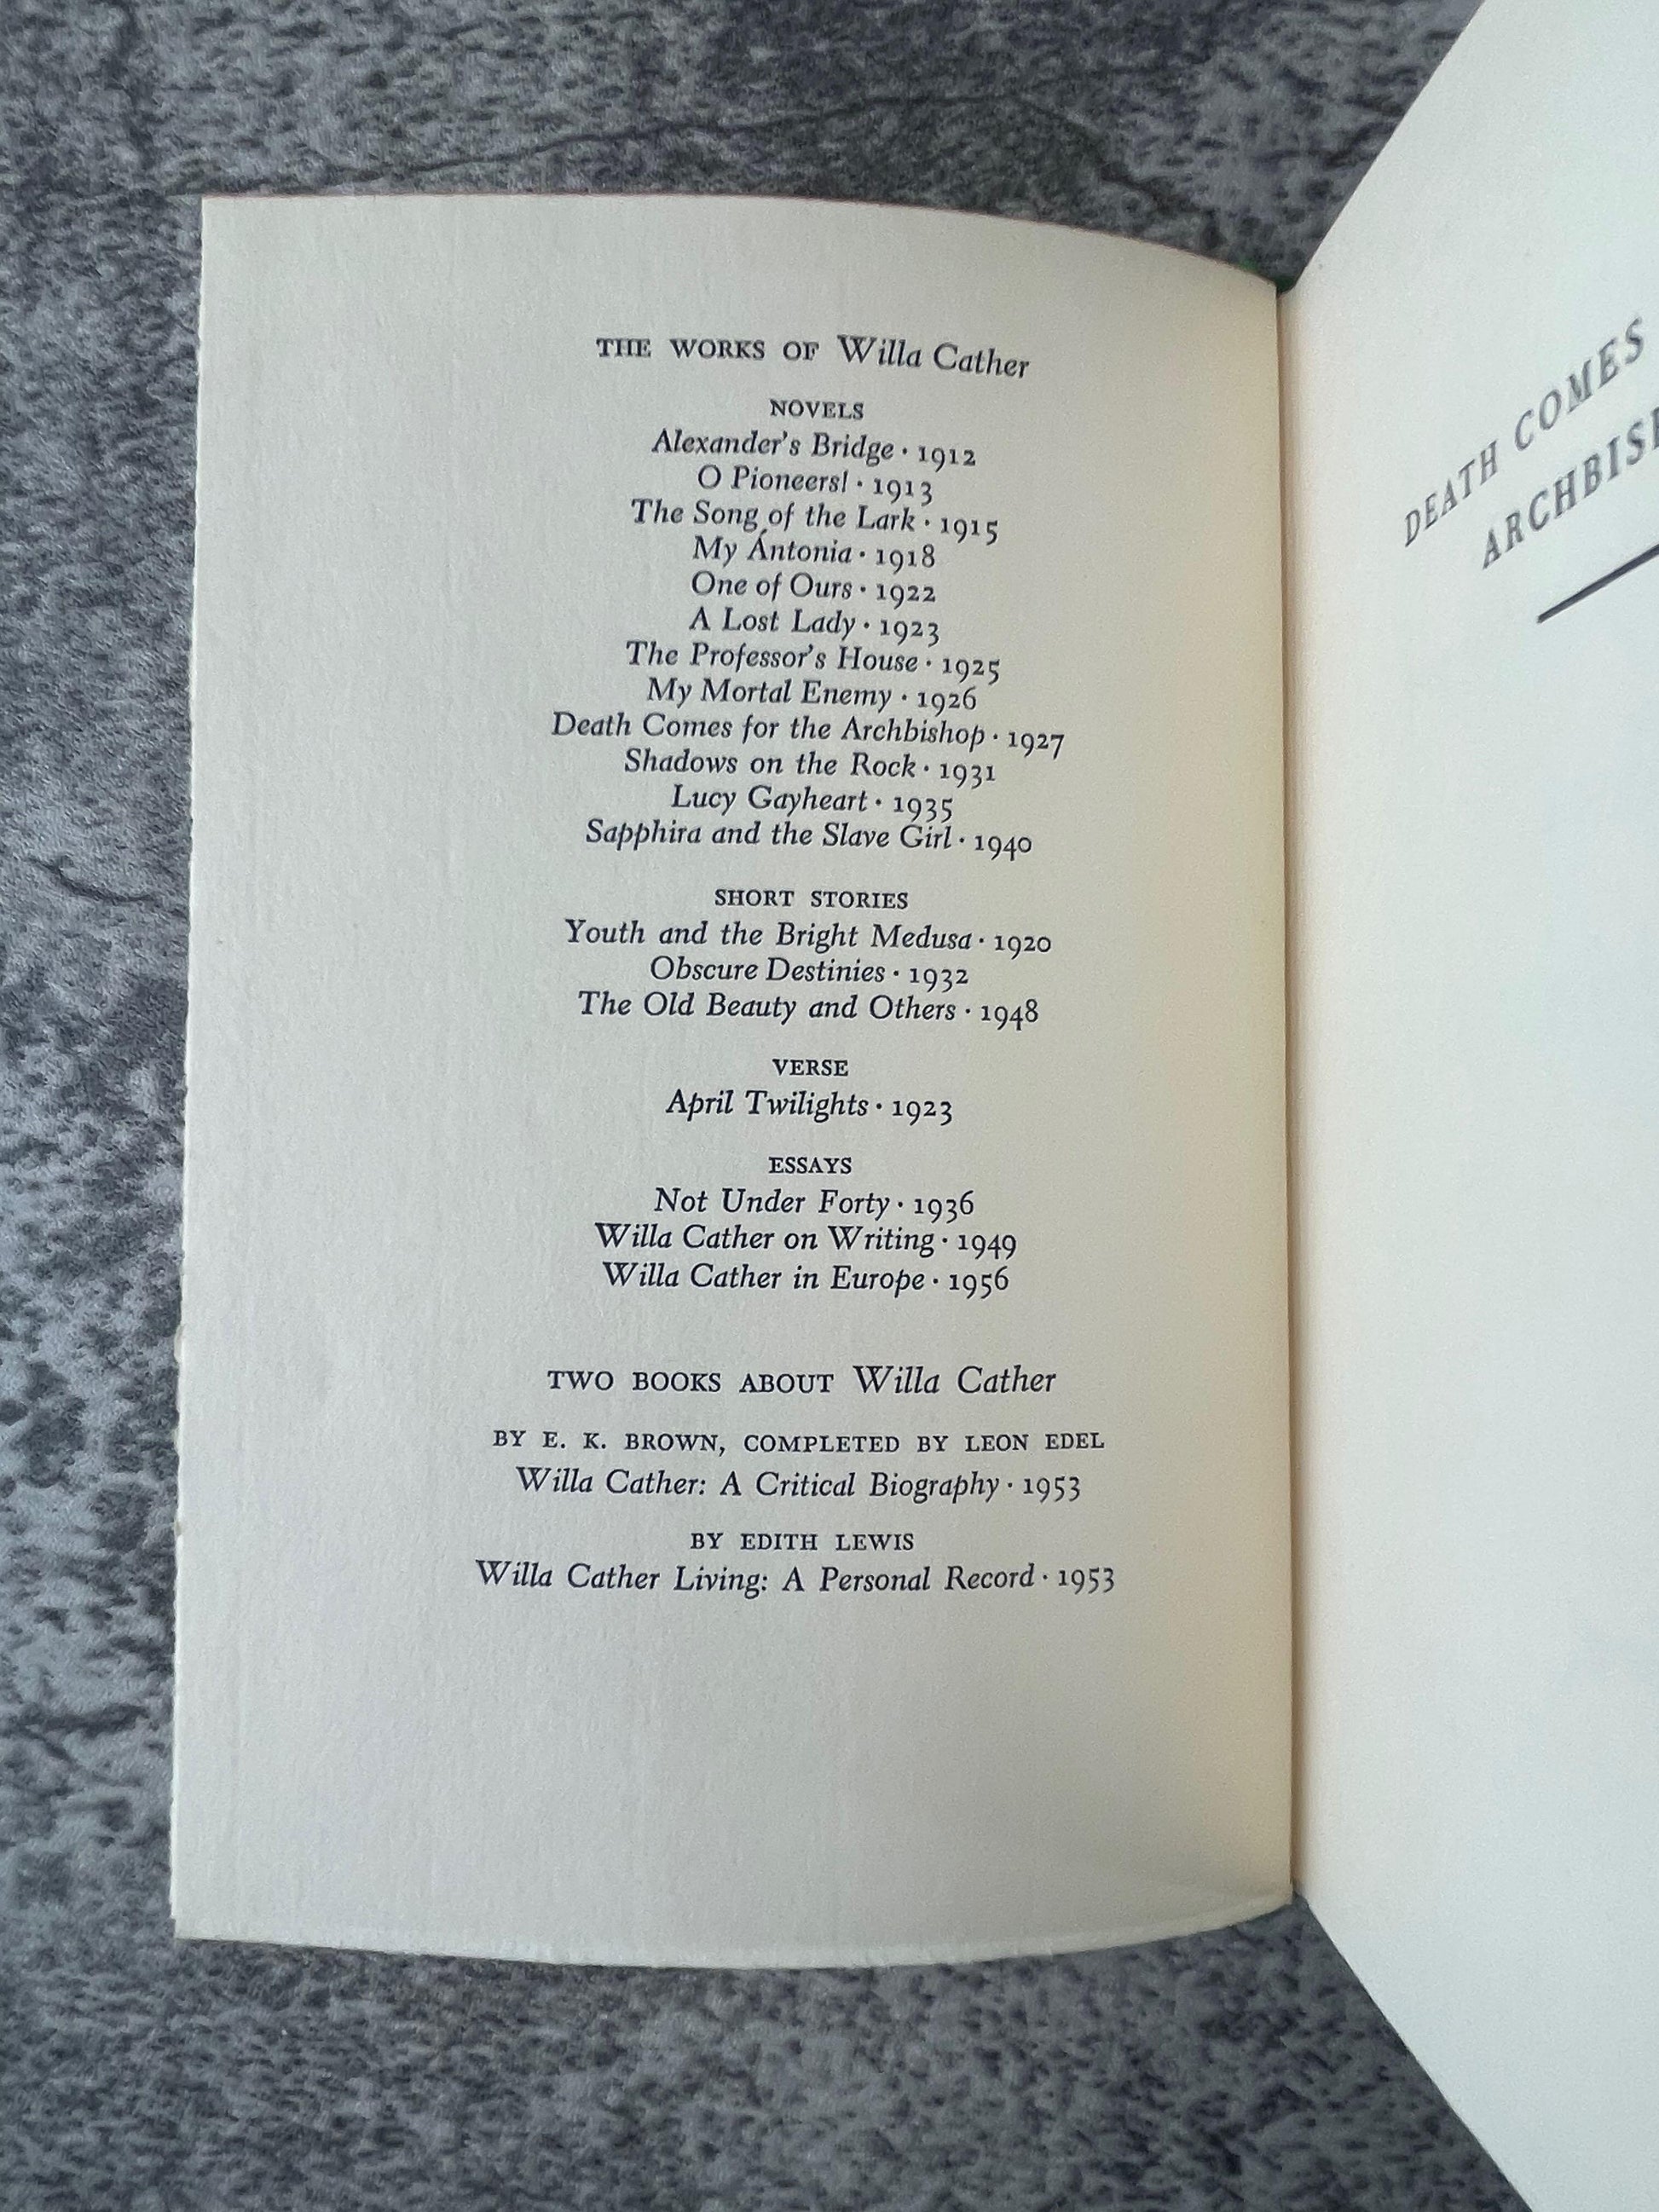 THE WORKS OF Willa Cather
NOVELS
Alexander's Bridge · 1912
O Pioneers! · 1913
The Song of the Lark · 1915
My Ántonia · 1918
One of Ours · 1922
A Lost Lady · 1923
The Professor's House · 1925
My Mortal Enemy · 1926
Death Comes for the Archbishop · 1927
Shadows on the Rock · 1931
Lucy Gayheart · 1935
Sapphira and the Slave Girl · 1940
SHORT STORIES
Youth and the Bright Medusa · 1920
Obscure Destinies · 1932
The Old Beauty and Others · 1948
VERSE
April Twilights · 1923
ESSAYS
Not Under Forty · 1936
Willa Cather on Writing · 1949
Willa Cather in Europe · 1956
TWO BOOKS ABOUT Willa Cather
BY E. K. BROWN, COMPLETED BY LEON EDEL
Willa Cather: A Critical Biography · 1953
BY EDITH LEWIS
Willa Cather Living: A Personal Record · 1953
DEATH COMES